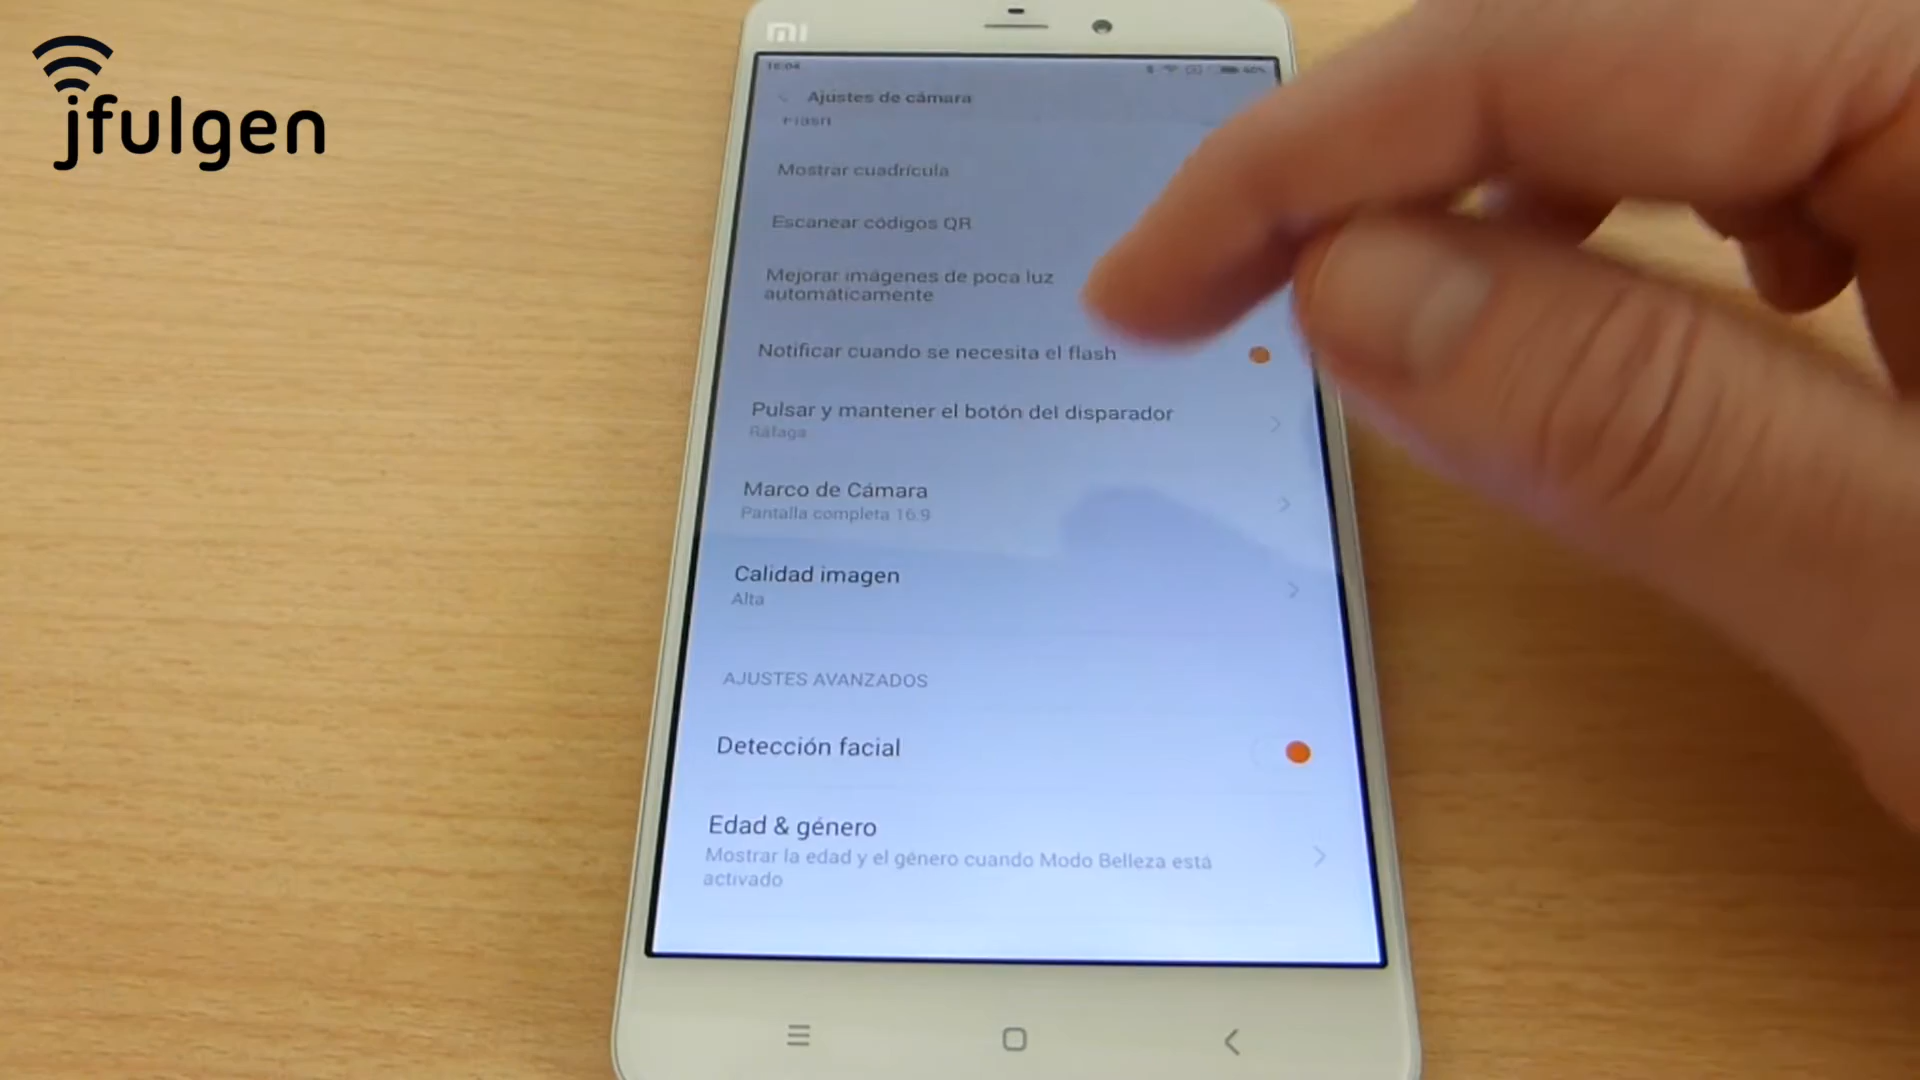 jfulgen
MI
16:04
60%
Ajustes de cámara
Flash
Mostrar cuadrícula
Escanear códigos QR
Mejorar imágenes de poca luz
automáticamente
Notificar cuando se necesita el flash
Pulsar y mantener el botón del disparador
Ráfaga
Marco de Cámara
Pantalla completa 16:9
Calidad imagen
Alta
AJUSTES AVANZADOS
Detección facial
Edad & género
Mostrar la edad y el género cuando Modo Belleza está
activado